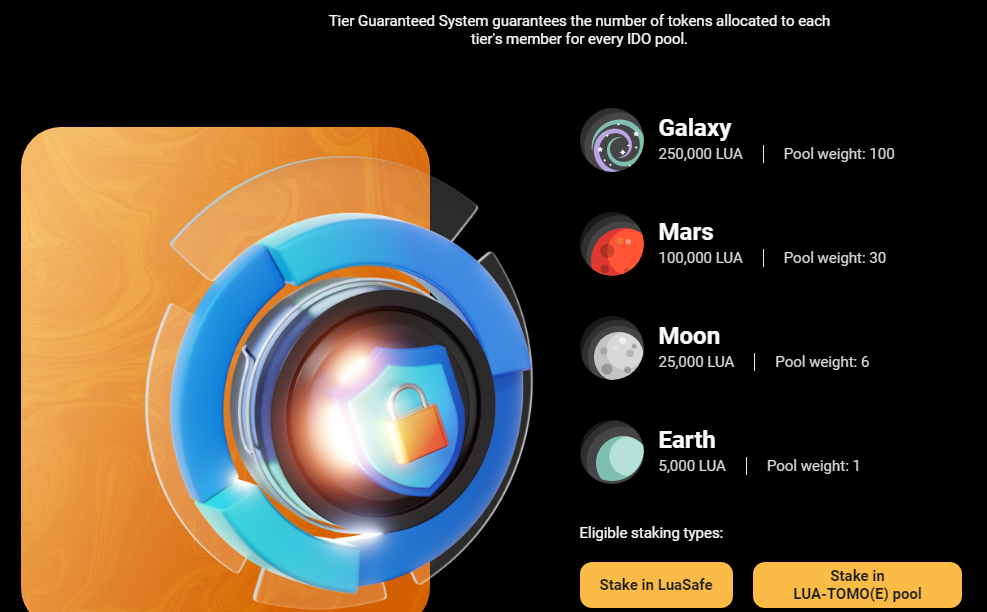 Tier Guaranteed System guarantees the number of tokens allocated to each
tier's member for every IDO pool.
Galaxy
250,000 LUA | Pool weight: 100
Mars
100,000 LUA | Pool weight: 30
Moon
25,000 LUA | Pool weight: 6
Earth
5,000 LUA | Pool weight: 1
Eligible staking types:
Stake in LuaSafe
Stake in
LUA-TOMO(E) pool